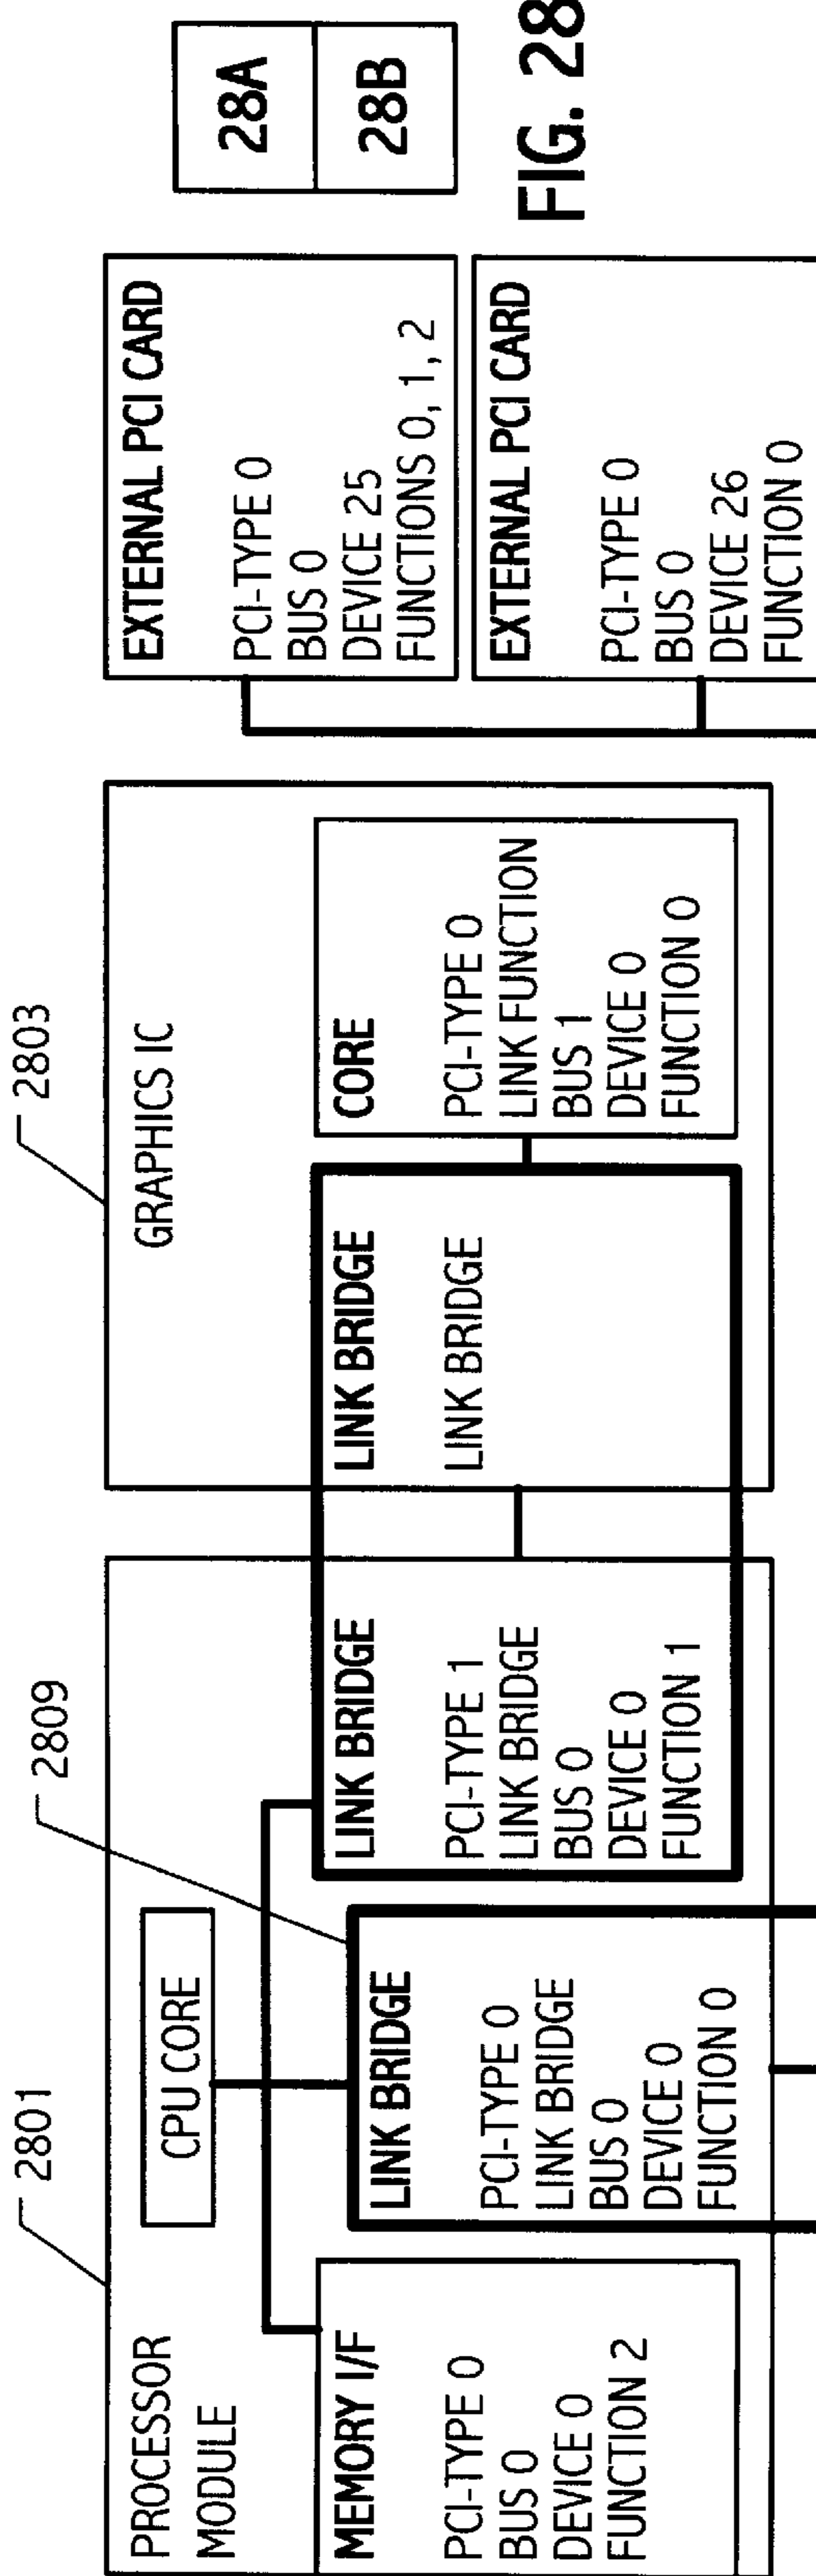 2801
PROCESSOR
MODULE
CPU CORE
MEMORY I/F
PCI-TYPE 0
BUS 0
DEVICE 0
FUNCTION 2
2809
LINK BRIDGE
PCI-TYPE 0
LINK BRIDGE
BUS 0
DEVICE 0
FUNCTION 0
LINK BRIDGE
PCI-TYPE 1
LINK BRIDGE
BUS 0
DEVICE 0
FUNCTION 1
2803
GRAPHICS IC
LINK BRIDGE
LINK BRIDGE
CORE
PCI-TYPE 0
LINK FUNCTION
BUS 1
DEVICE 0
FUNCTION 0
EXTERNAL PCI CARD
PCI-TYPE 0
BUS 0
DEVICE 25
FUNCTIONS 0, 1, 2
EXTERNAL PCI CARD
PCI-TYPE 0
BUS 0
DEVICE 26
FUNCTION 0
28A
28B
FIG. 28